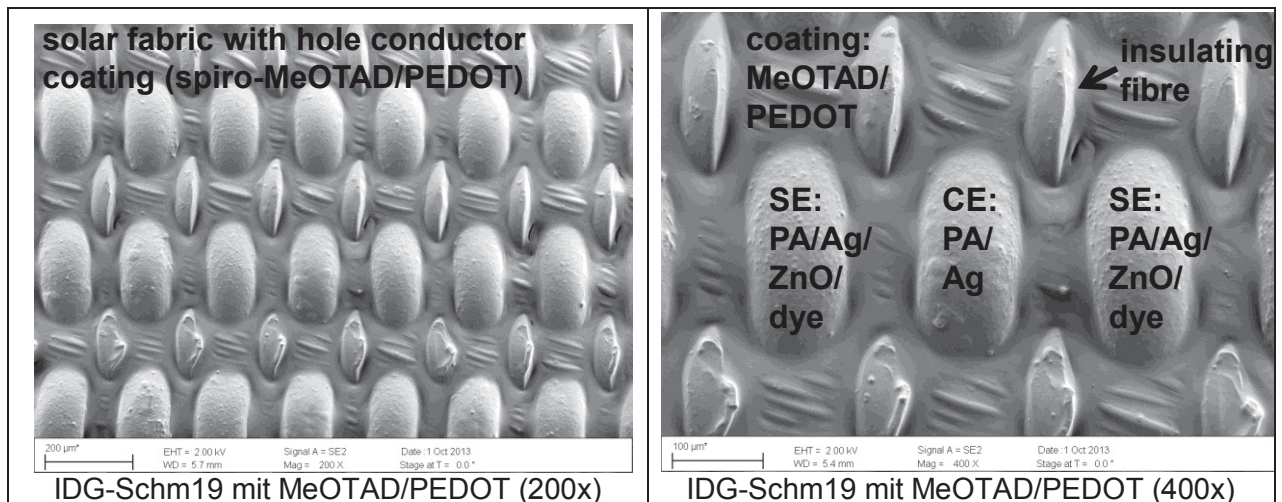 solar fabric with hole conductor
coating (spiro-MeOTAD/PEDOT)
200 µm*
EHT = 2.00 kV
WD = 5.7 mm
Signal A = SE2
Mag = 200 X
Date :1 Oct 2013
Stage at T = 0.0 °
IDG-Schm19 mit MeOTAD/PEDOT (200x)
coating:
MeOTAD/
PEDOT
insulating
fibre
SE:
PA/Ag/
ZnO/
dye
CE:
PA/
Ag
SE:
PA/Ag/
ZnO/
dye
100 µm*
EHT = 2.00 kV
WD = 5.4 mm
Signal A = SE2
Mag = 400 X
Date :1 Oct 2013
Stage at T = 0.0 °
IDG-Schm19 mit MeOTAD/PEDOT (400x)